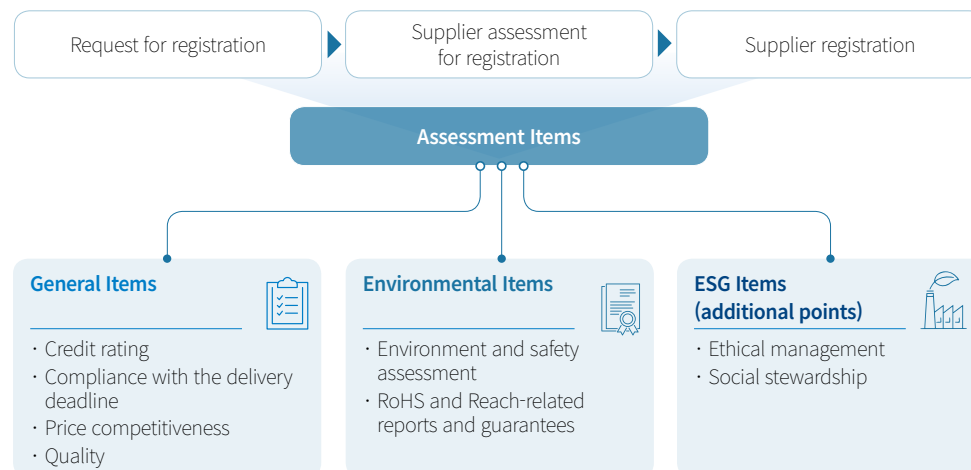 Request for registration
Supplier assessment
for registration
Supplier registration
Assessment Items
General Items
· Credit rating
· Compliance with the delivery
deadline
· Price competitiveness
· Quality
Environmental Items
· Environment and safety
assessment
· RoHS and Reach-related
reports and guarantees
ESG Items
(additional points)
· Ethical management
· Social stewardship